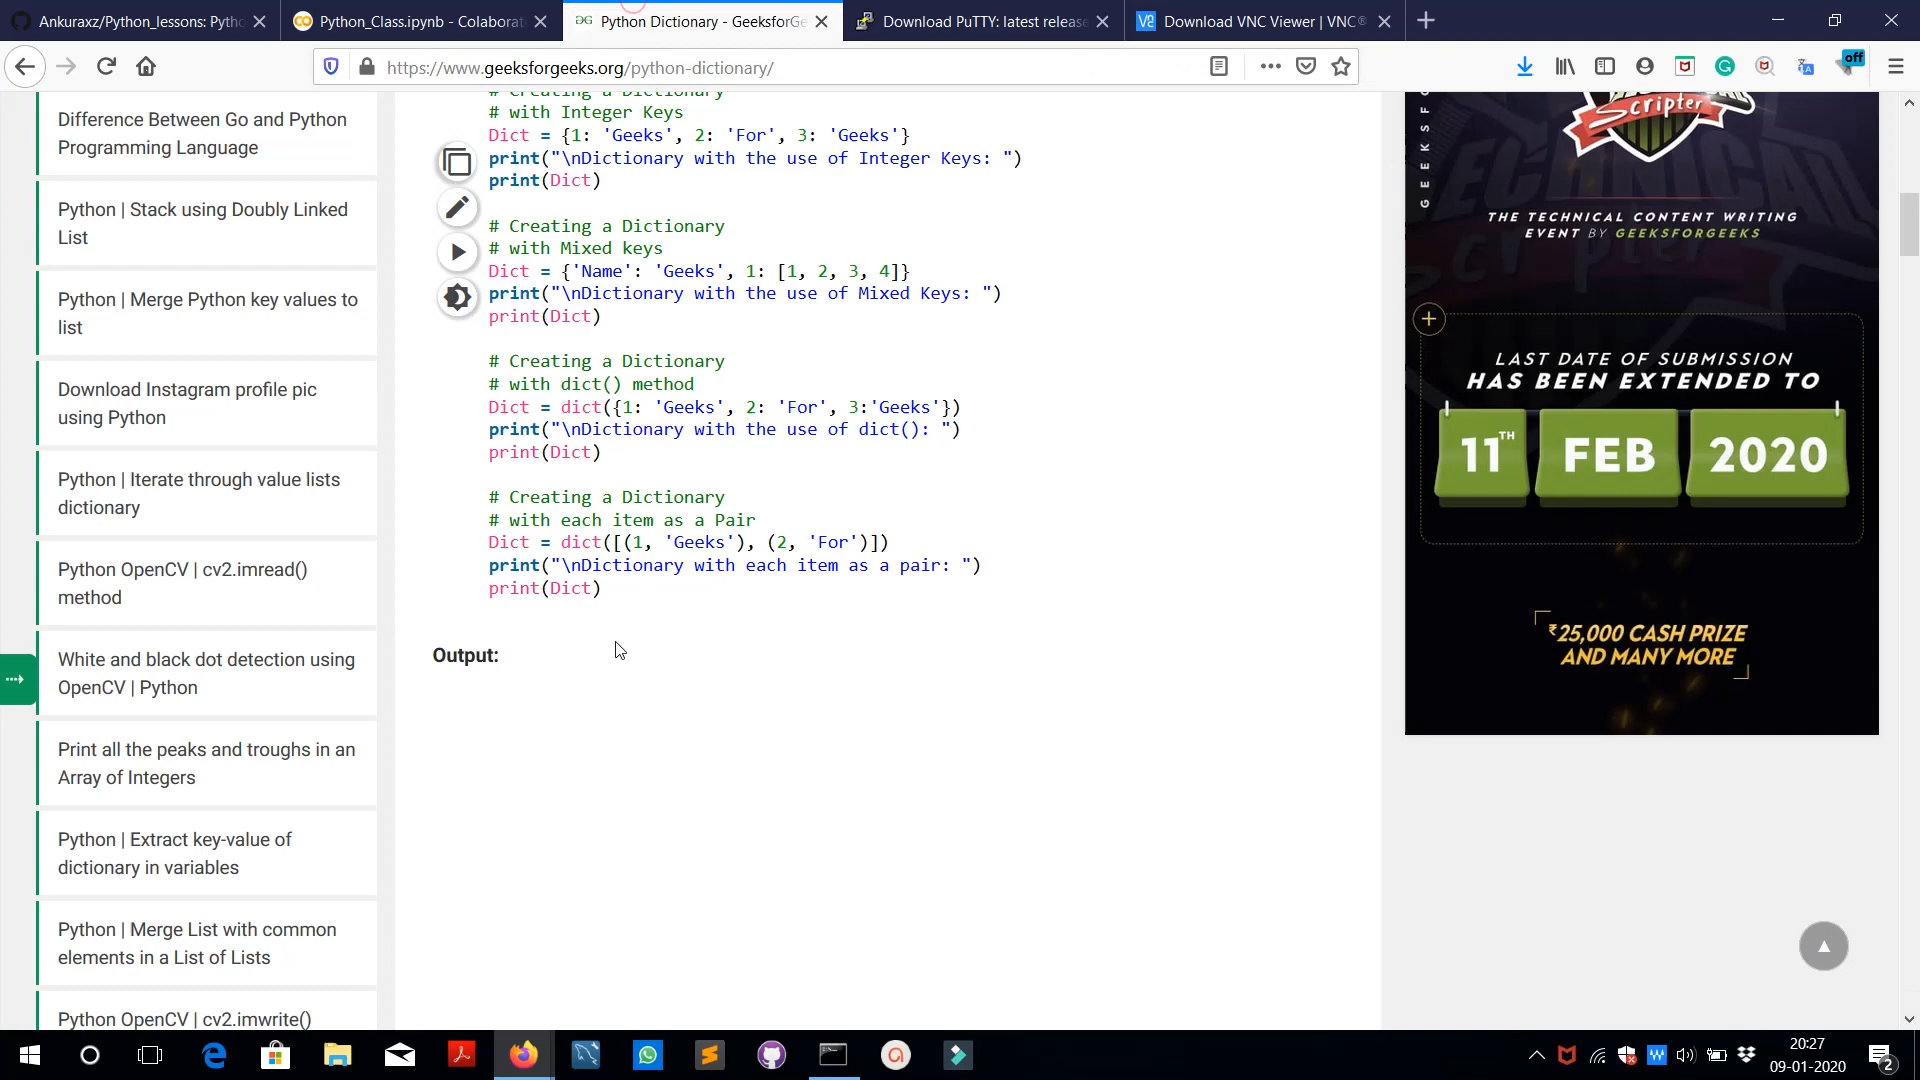 Ankuraxz/Python_lessons: Pytho
Python_Class.ipynb - Colaborat
Python Dictionary - GeeksforGe
Download PuTTY: latest release
Download VNC Viewer | VNC®
https://www.geeksforgeeks.org/python-dictionary/
off
Difference Between Go and Python
Programming Language
Python | Stack using Doubly Linked
List
Python | Merge Python key values to
list
Download Instagram profile pic
using Python
Python | Iterate through value lists
dictionary
Python OpenCV | cv2.imread()
method
White and black dot detection using
OpenCV | Python
Print all the peaks and troughs in an
Array of Integers
Python | Extract key-value of
dictionary in variables
Python | Merge List with common
elements in a List of Lists
Python OpenCV | cv2.imwrite()
# Creating a Dictionary
# with Integer Keys
Dict = {1: 'Geeks', 2: 'For', 3: 'Geeks'}
print("\nDictionary with the use of Integer Keys: ")
print(Dict)
# Creating a Dictionary
# with Mixed keys
Dict = {'Name': 'Geeks', 1: [1, 2, 3, 4]}
print("\nDictionary with the use of Mixed Keys: ")
print(Dict)
# Creating a Dictionary
# with dict() method
Dict = dict({1: 'Geeks', 2: 'For', 3:'Geeks'})
print("\nDictionary with the use of dict(): ")
print(Dict)
# Creating a Dictionary
# with each item as a Pair
Dict = dict([(1, 'Geeks'), (2, 'For')])
print("\nDictionary with each item as a pair: ")
print(Dict)
Output:
GEEKSF
Scripter
THE TECHNICAL CONTENT WRITING
EVENT BY GEEKSFORGEEKS
LAST DATE OF SUBMISSION
HAS BEEN EXTENDED TO
11TH FEB 2020
₹25,000 CASH PRIZE
AND MANY MORE
20:27
09-01-2020
2